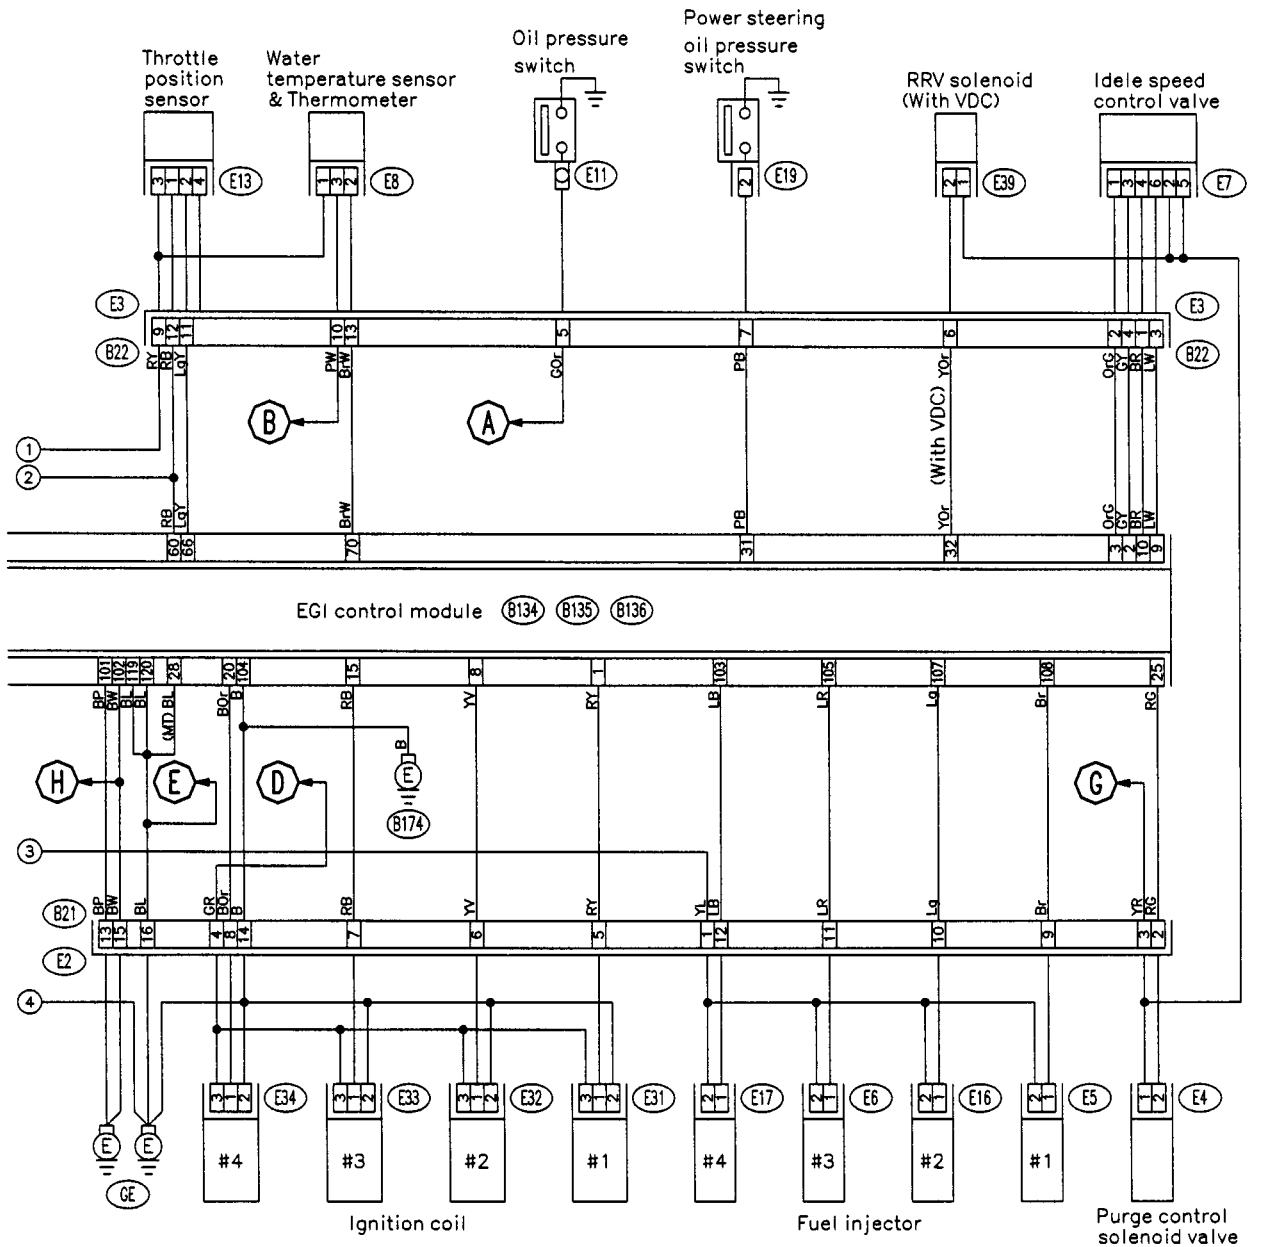 Throttle
position
sensor
Water
temperature sensor
& Thermometer
Oil pressure
switch
Power steering
oil pressure
switch
RRV solenoid
(With VDC)
Idele speed
control valve
3 1 2 4 E13
1 3 2 E8
E11
2 E19
2 1 E39
1 3 4 6 2 5 E7
E3 E3
9 12 11 10 13 5 7 6 2 4 1 3
B22 B22
RY RB LgY PW BrW GOr PB YOr OrG GY BR LW
B A
(With VDC)
1
2
RB LgY BrW PB YOr OrG GY BR LW
60 66 70 31 32 3 2 10 9
EGI control module B134 B135 B136
101 102 119 120 28 20 104 15 8 1 103 105 107 108 25
BP BW BL BL (MT) BL BOr B RB YV RY LB LR Lg Br RG
B
E
B174
H E D G
3
BP BW BL GR BOr B RB YV RY YL LB LR Lg Br YR RG
B21
13 15 16 4 8 14 7 6 5 1 12 11 10 9 3 2
E2
4
3 1 2 E34
3 1 2 E33
3 1 2 E32
3 1 2 E31
2 1 E17
2 1 E6
2 1 E16
2 1 E5
1 2 E4
E E
GE
#4 #3 #2 #1 #4 #3 #2 #1
Ignition coil
Fuel injector
Purge control
solenoid valve